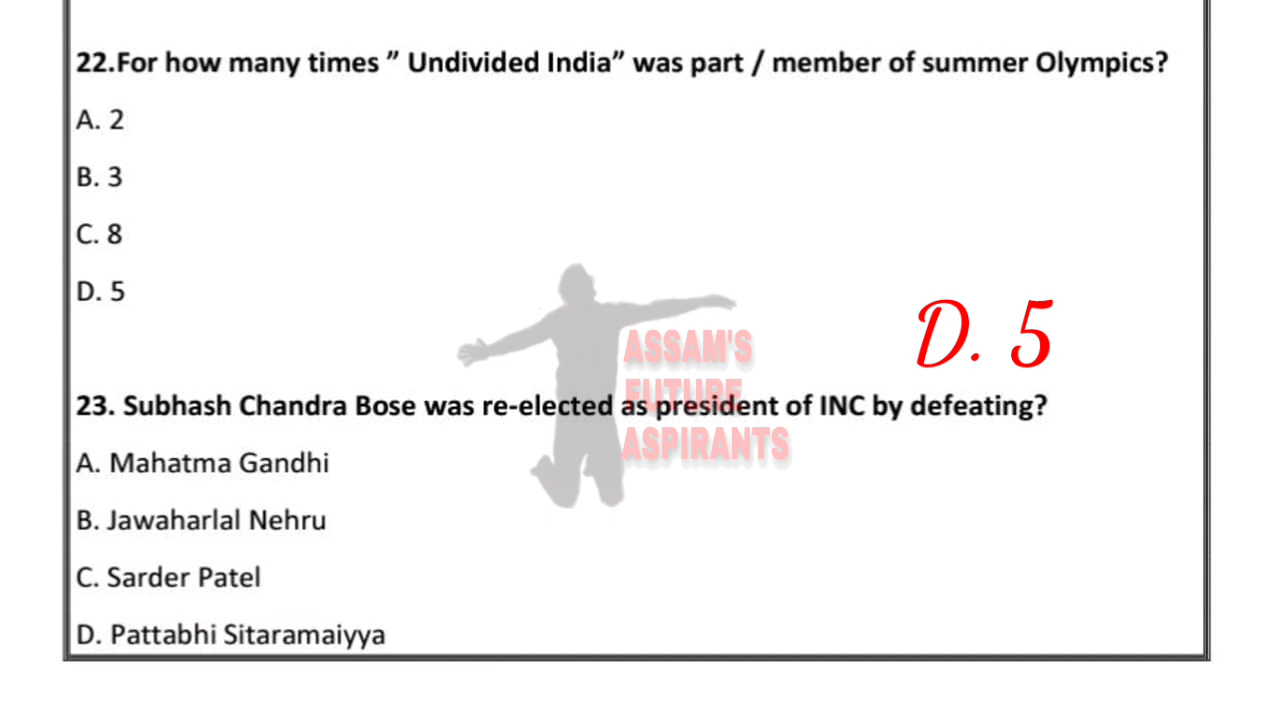 22.For how many times ” Undivided India” was part / member of summer Olympics?
A. 2
B. 3
C. 8
D. 5
D. 5
ASSAM'S
FUTURE
ASPIRANTS
23. Subhash Chandra Bose was re-elected as president of INC by defeating?
A. Mahatma Gandhi
B. Jawaharlal Nehru
C. Sarder Patel
D. Pattabhi Sitaramaiyya